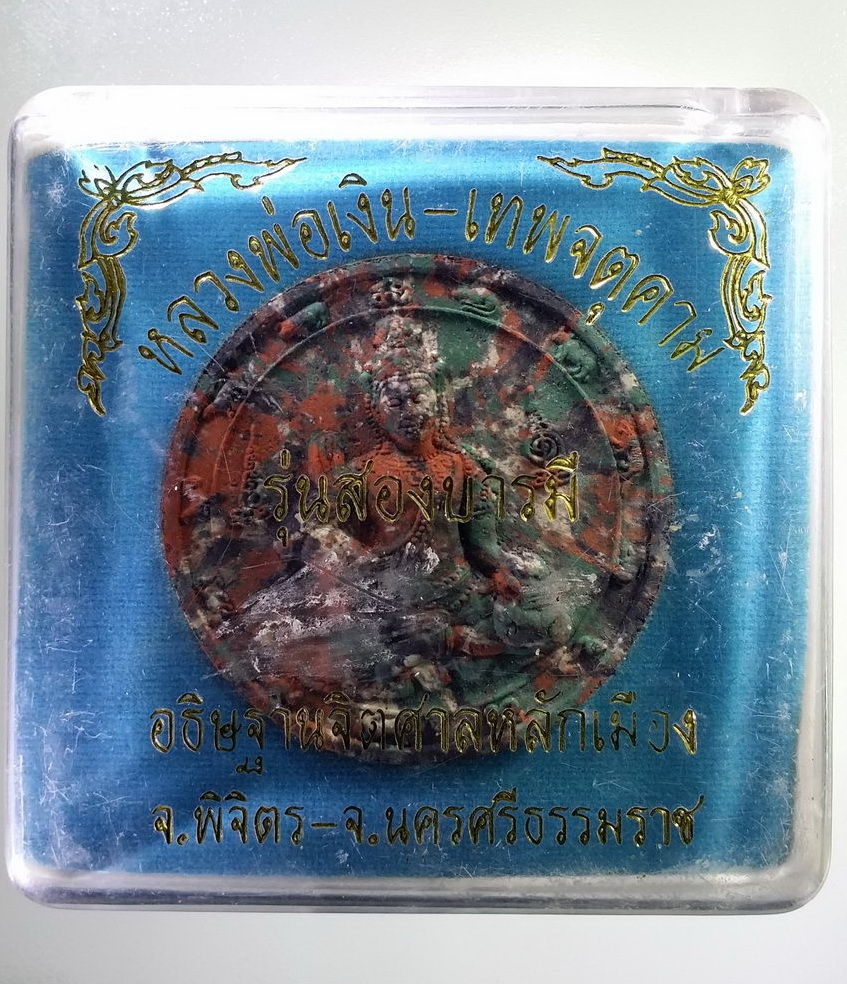 หลวงพ่อเงิน-เทพจตุคาม
รุ่นสองบารมี
อธิษฐานจิตศาลหลักเมือง
จ.พิจิตร-จ.นครศรีธรรมราช